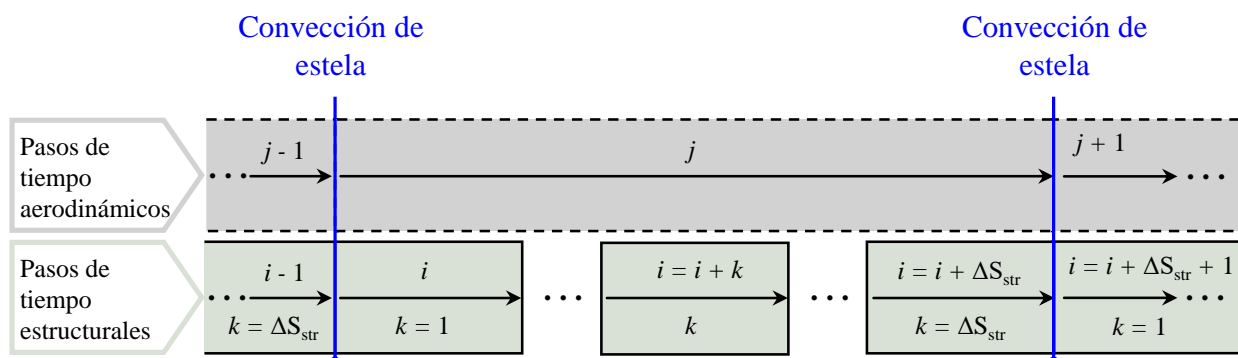 Convección de
estela
Convección de
estela
Pasos de
tiempo
aerodinámicos
j - 1
j
j + 1
Pasos de
tiempo
estructurales
i - 1
i
i = i + k
i = i + ΔS_str
i = i + ΔS_str + 1
k = ΔS_str
k = 1
k
k = ΔS_str
k = 1